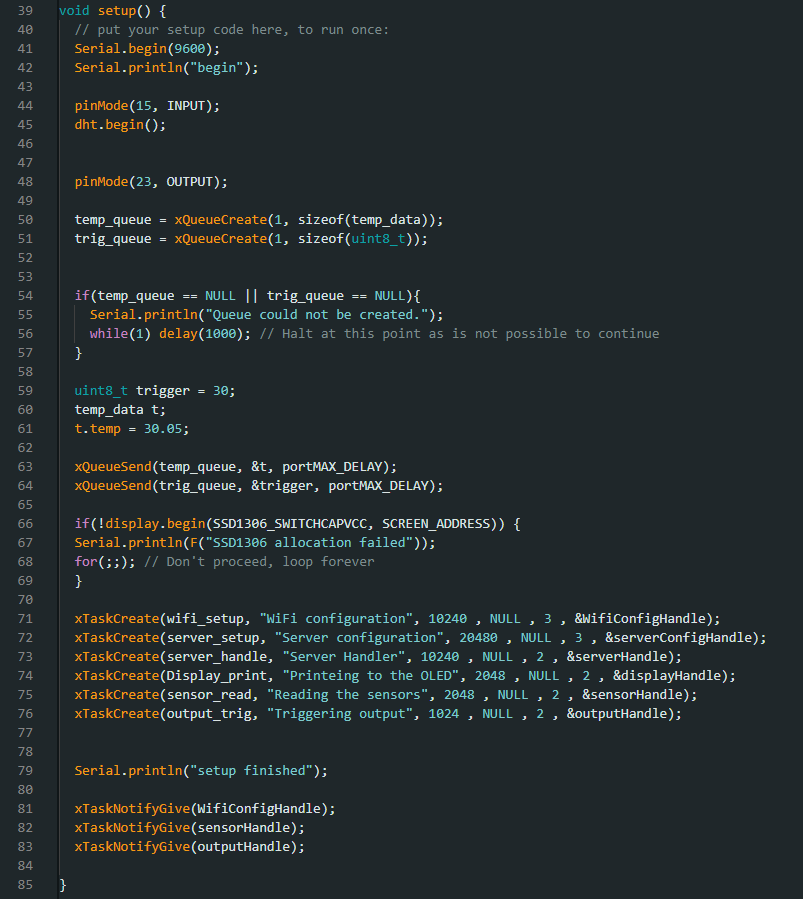 39 void setup() {
40 // put your setup code here, to run once:
41 Serial.begin(9600);
42 Serial.println("begin");
43
44 pinMode(15, INPUT);
45 dht.begin();
46
47
48 pinMode(23, OUTPUT);
49
50 temp_queue = xQueueCreate(1, sizeof(temp_data));
51 trig_queue = xQueueCreate(1, sizeof(uint8_t));
52
53
54 if(temp_queue == NULL || trig_queue == NULL){
55 Serial.println("Queue could not be created.");
56 while(1) delay(1000); // Halt at this point as is not possible to continue
57 }
58
59 uint8_t trigger = 30;
60 temp_data t;
61 t.temp = 30.05;
62
63 xQueueSend(temp_queue, &t, portMAX_DELAY);
64 xQueueSend(trig_queue, &trigger, portMAX_DELAY);
65
66 if(!display.begin(SSD1306_SWITCHCAPVCC, SCREEN_ADDRESS)) {
67 Serial.println(F("SSD1306 allocation failed"));
68 for(;;); // Don't proceed, loop forever
69 }
70
71 xTaskCreate(wifi_setup, "WiFi configuration", 10240 , NULL , 3 , &WifiConfigHandle);
72 xTaskCreate(server_setup, "Server configuration", 20480 , NULL , 3 , &serverConfigHandle);
73 xTaskCreate(server_handle, "Server Handler", 10240 , NULL , 2 , &serverHandle);
74 xTaskCreate(Display_print, "Printeing to the OLED", 2048 , NULL , 2 , &displayHandle);
75 xTaskCreate(sensor_read, "Reading the sensors", 2048 , NULL , 2 , &sensorHandle);
76 xTaskCreate(output_trig, "Triggering output", 1024 , NULL , 2 , &outputHandle);
77
78
79 Serial.println("setup finished");
80
81 xTaskNotifyGive(WifiConfigHandle);
82 xTaskNotifyGive(sensorHandle);
83 xTaskNotifyGive(outputHandle);
84
85 }